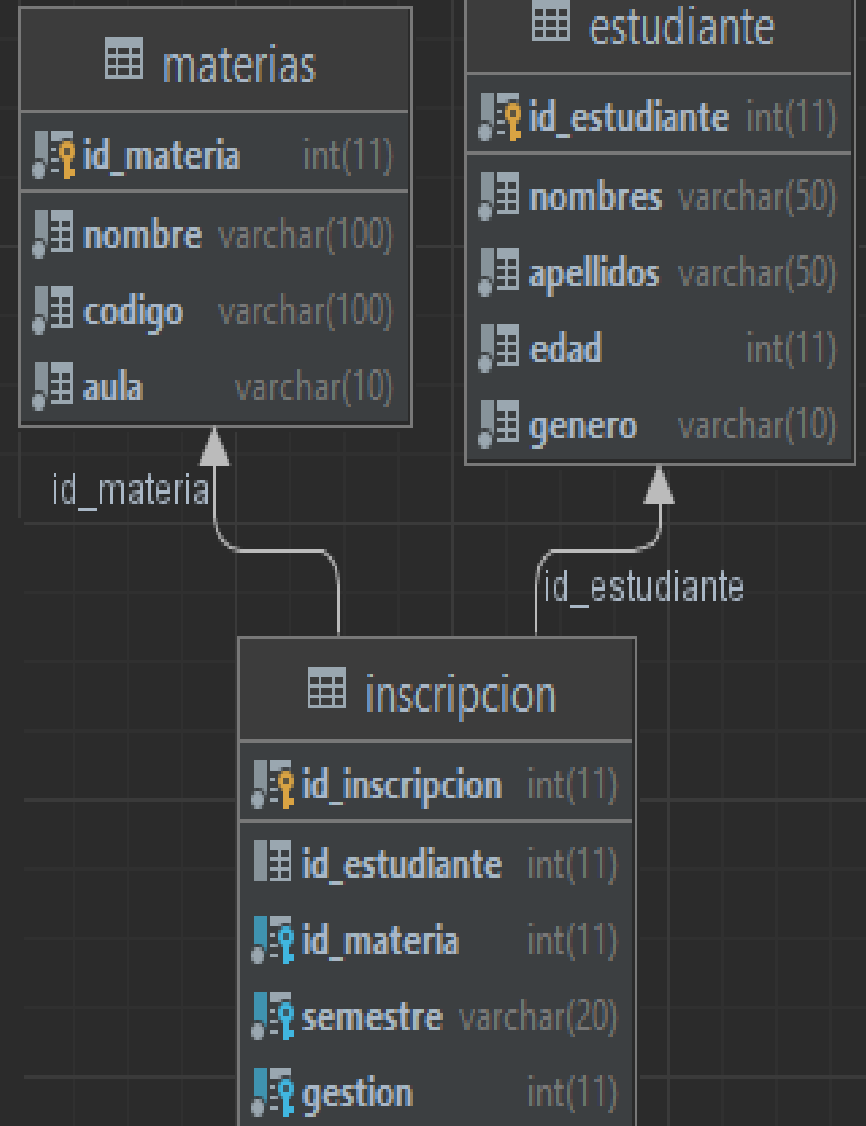 materias
id_materia int(11)
nombre varchar(100)
codigo varchar(100)
aula varchar(10)
estudiante
id_estudiante int(11)
nombres varchar(50)
apellidos varchar(50)
edad int(11)
genero varchar(10)
id_materia
id_estudiante
inscripcion
id_inscripcion int(11)
id_estudiante int(11)
id_materia int(11)
semestre varchar(20)
gestion int(11)